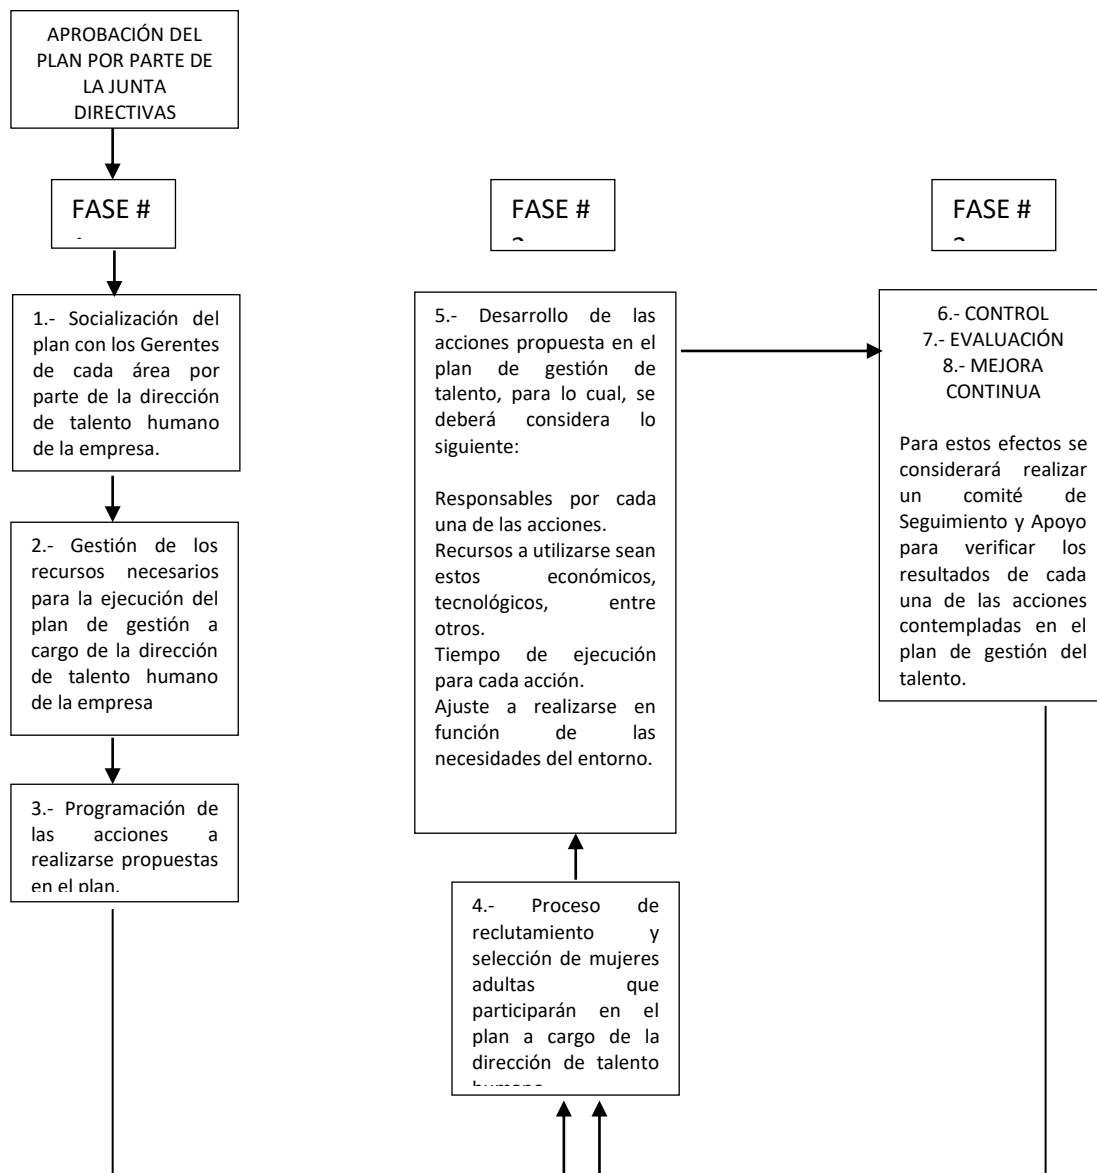 APROBACIÓN DEL
PLAN POR PARTE DE
LA JUNTA
DIRECTIVAS
FASE #
1.- Socialización del
plan con los Gerentes
de cada área por
parte de la dirección
de talento humano
de la empresa.
2.- Gestión de los
recursos necesarios
para la ejecución del
plan de gestión a
cargo de la dirección
de talento humano
de la empresa
3.- Programación de
las acciones a
realizarse propuestas
en el plan.
FASE #
5.- Desarrollo de las
acciones propuesta en el
plan de gestión de
talento, para lo cual, se
deberá considera lo
siguiente:
Responsables por cada
una de las acciones.
Recursos a utilizarse sean
estos económicos,
tecnológicos, entre
otros.
Tiempo de ejecución
para cada acción.
Ajuste a realizarse en
función de las
necesidades del entorno.
4.- Proceso de
reclutamiento y
selección de mujeres
adultas que
participarán en el
plan a cargo de la
dirección de talento
FASE #
6.- CONTROL
7.- EVALUACIÓN
8.- MEJORA
CONTINUA
Para estos efectos se
considerará realizar
un comité de
Seguimiento y Apoyo
para verificar los
resultados de cada
una de las acciones
contempladas en el
plan de gestión del
talento.